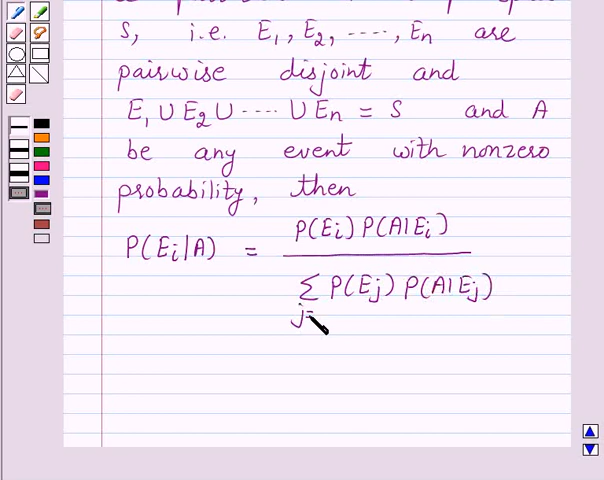 S, i.e. E₁, E₂, ----, En are
pairwise disjoint and
E₁ ∪ E₂ ∪ ---- ∪ En = S and A
be any event with nonzero
probability, then
P(Ei|A) = P(Ei) P(A|Ei)
Σ P(Ej) P(A|Ej)
j=